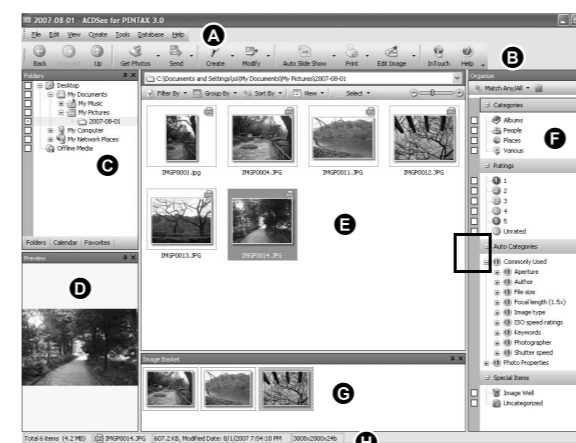 2007-08-01 - ACDSee for PENTAX 3.0
File Edit View Create Tools Database Help
A
Back Forward Up Get Photos Send Create Modify Auto Slide Show Print Edit Image InTouch Help
B
Folders
Desktop
My Documents
My Music
My Pictures
2007-08-01
My Computer
My Network Places
Offline Media
C
Folders Calendar Favorites
Preview
D
C:\Documents and Settings\jsj\My Documents\My Pictures\2007-08-01
Filter By Group By Sort By View Select
IMGP0001.jpg IMGP0004.JPG IMGP0011.JPG IMGP0012.JPG
IMGP0013.JPG IMGP0014.JPG
E
Image Basket
G
Organize
Match Any/All
Categories
Albums
People
Places
Various
F
Ratings
1
2
3
4
5
Unrated
Auto Categories
Commonly Used
Aperture
Author
File size
Focal length (1.5x)
Image type
ISO speed ratings
Keywords
Photographer
Shutter speed
Photo Properties
Special Items
Image Well
Uncategorized
Total 6 items (4.2 MB) IMGP0014.JPG 607.2 KB, Modified Date: 8/1/2007 7:54:10 PM 3008x2000x24b
H